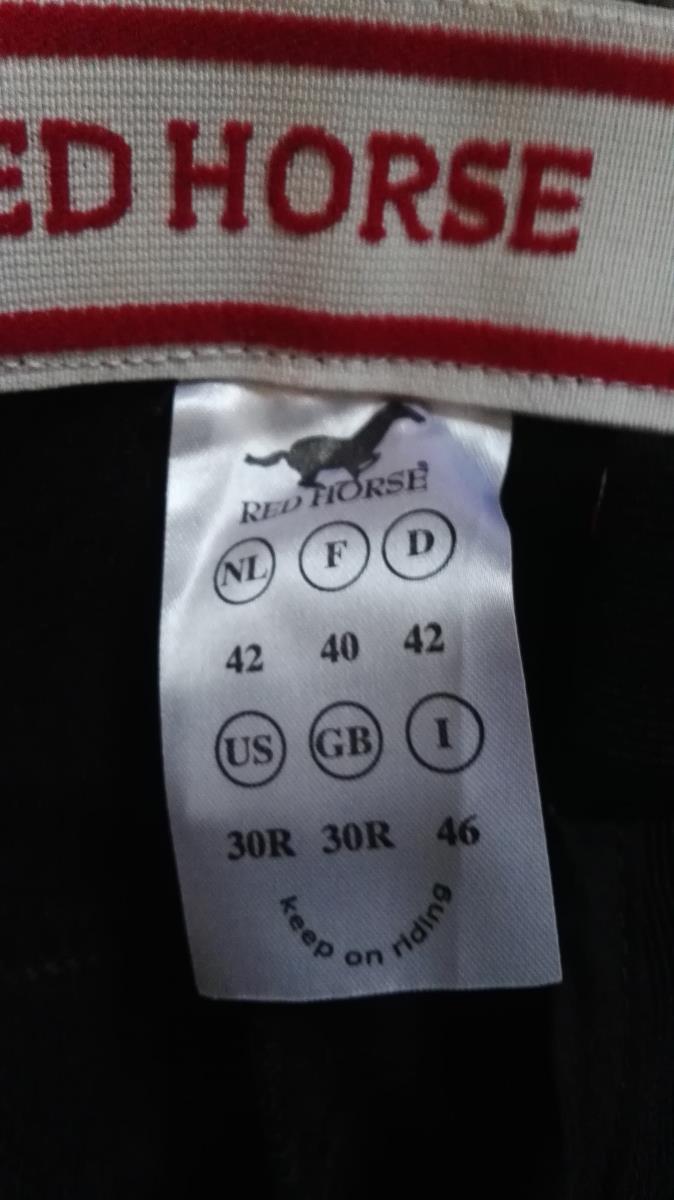 ED HORSE
RED HORSE
NL F D
42 40 42
US GB I
30R 30R 46
keep on riding